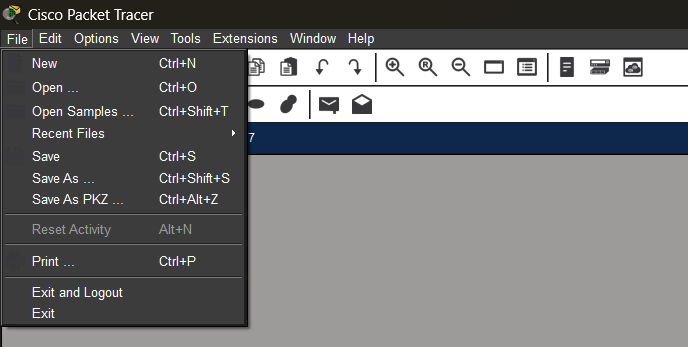 Cisco Packet Tracer
File Edit Options View Tools Extensions Window Help
New Ctrl+N
Open ... Ctrl+O
Open Samples ... Ctrl+Shift+T
Recent Files
Save Ctrl+S
Save As ... Ctrl+Shift+S
Save As PKZ ... Ctrl+Alt+Z
Reset Activity Alt+N
Print ... Ctrl+P
Exit and Logout
Exit
R
7